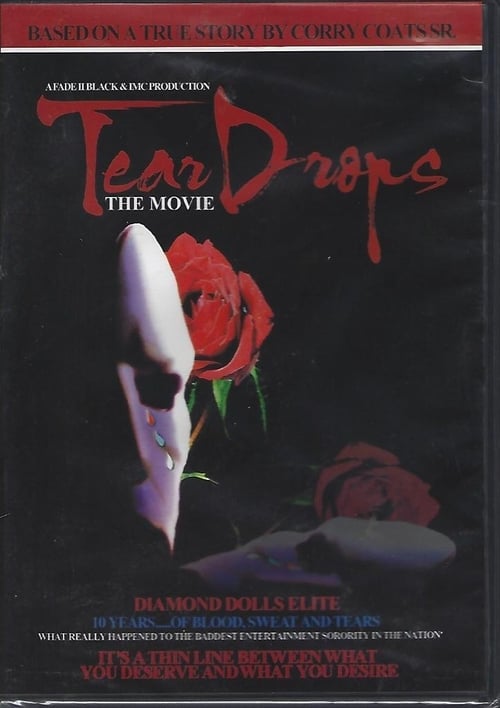 BASED ON A TRUE STORY BY CORRY COATS SR.
A FADE II BLACK & IMC PRODUCTION
Tear Drops
THE MOVIE
DIAMOND DOLLS ELITE
10 YEARS....OF BLOOD, SWEAT AND TEARS
WHAT REALLY HAPPENED TO THE BADDEST ENTERTAINMENT SORORITY IN THE NATION'
IT'S A THIN LINE BETWEEN WHAT
YOU DESERVE AND WHAT YOU DESIRE